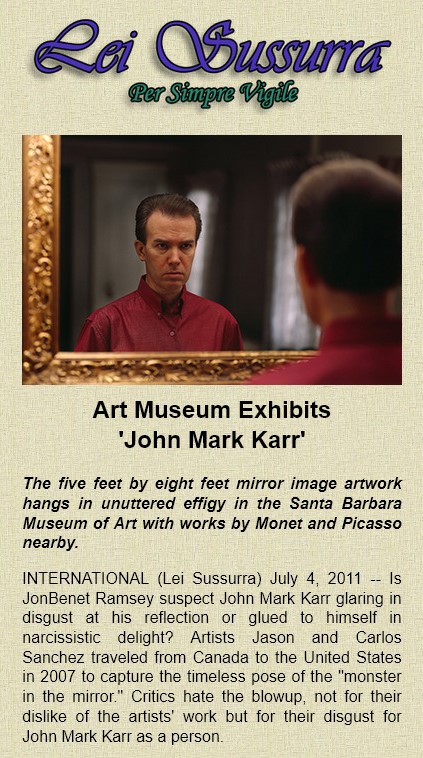 Lei Sussurra
Per Simpre Vigile
Art Museum Exhibits
'John Mark Karr'
The five feet by eight feet mirror image artwork
hangs in unuttered effigy in the Santa Barbara
Museum of Art with works by Monet and Picasso
nearby.
INTERNATIONAL (Lei Sussurra) July 4, 2011 -- Is
JonBenet Ramsey suspect John Mark Karr glaring in
disgust at his reflection or glued to himself in
narcissistic delight? Artists Jason and Carlos
Sanchez traveled from Canada to the United States
in 2007 to capture the timeless pose of the "monster
in the mirror." Critics hate the blowup, not for their
dislike of the artists' work but for their disgust for
John Mark Karr as a person.